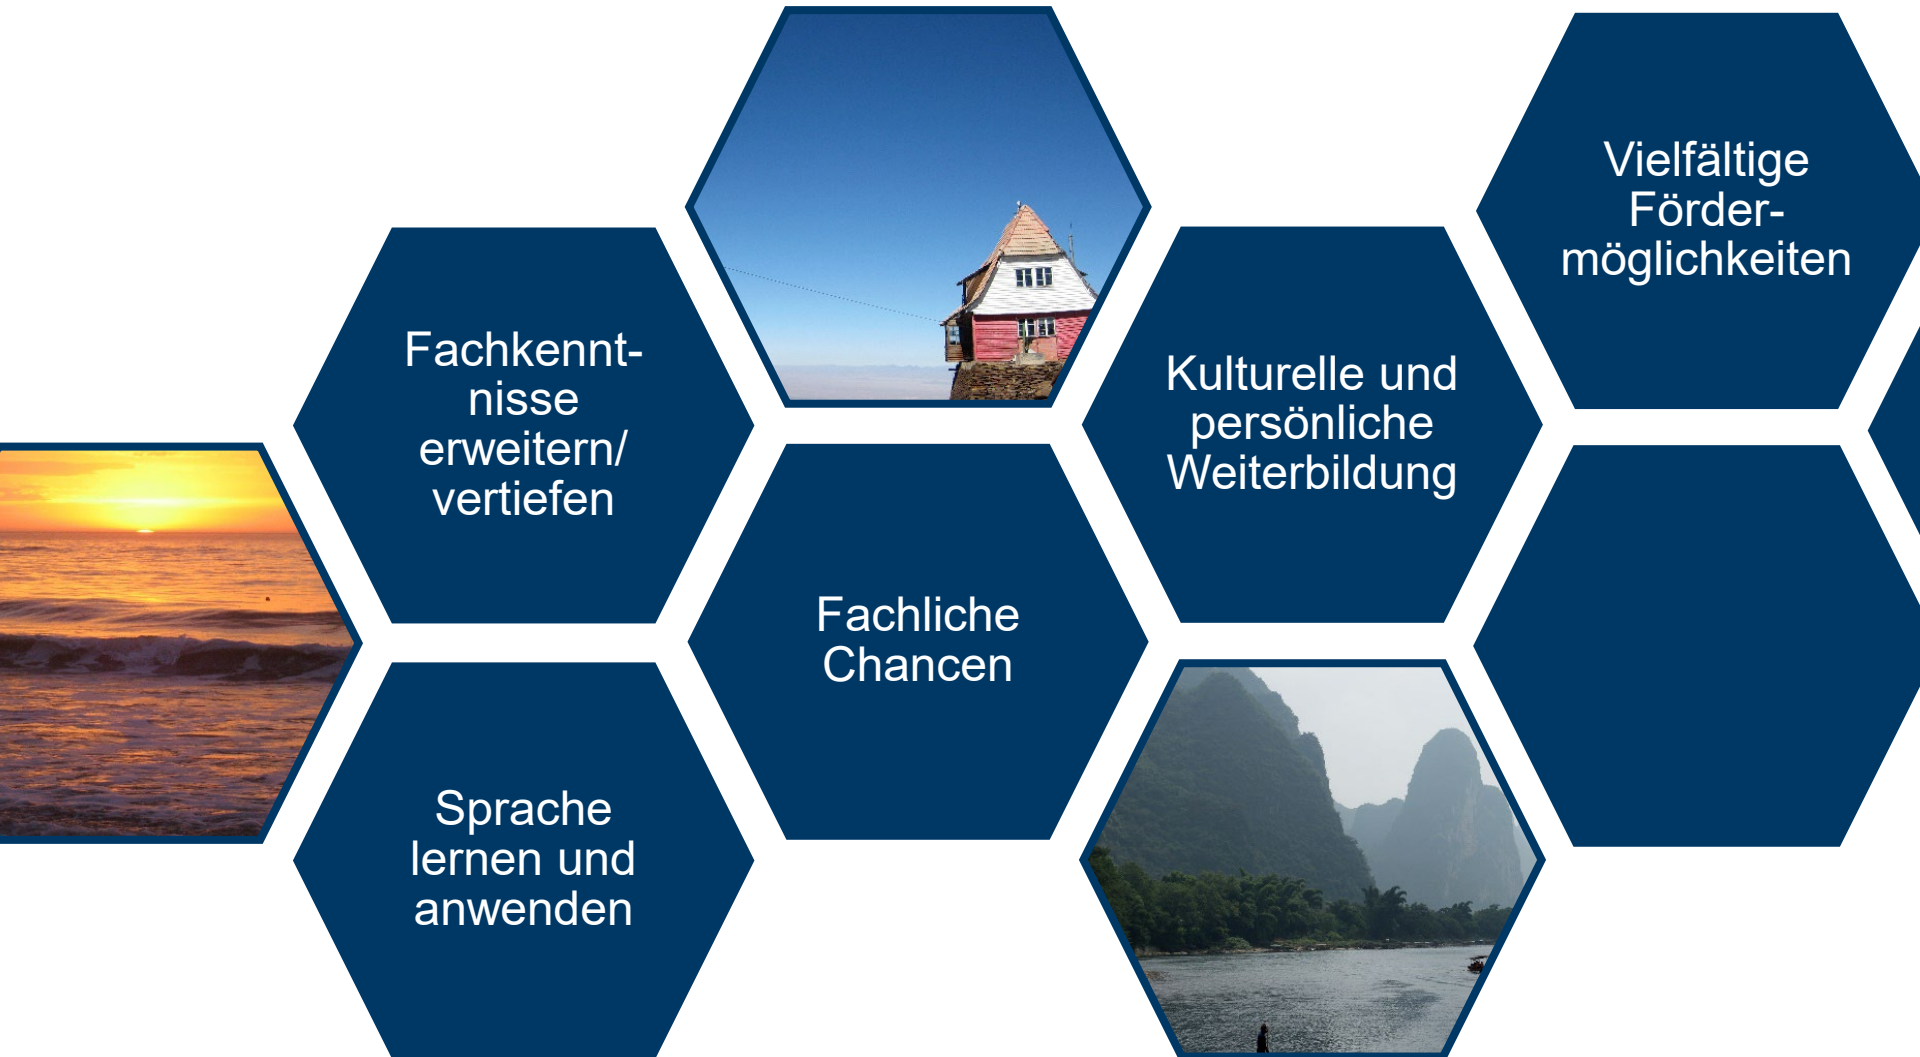 Fachkennt-
nisse
erweitern/
vertiefen
Sprache
lernen und
anwenden
Fachliche
Chancen
Kulturelle und
persönliche
Weiterbildung
Vielfältige
Förder-
möglichkeiten